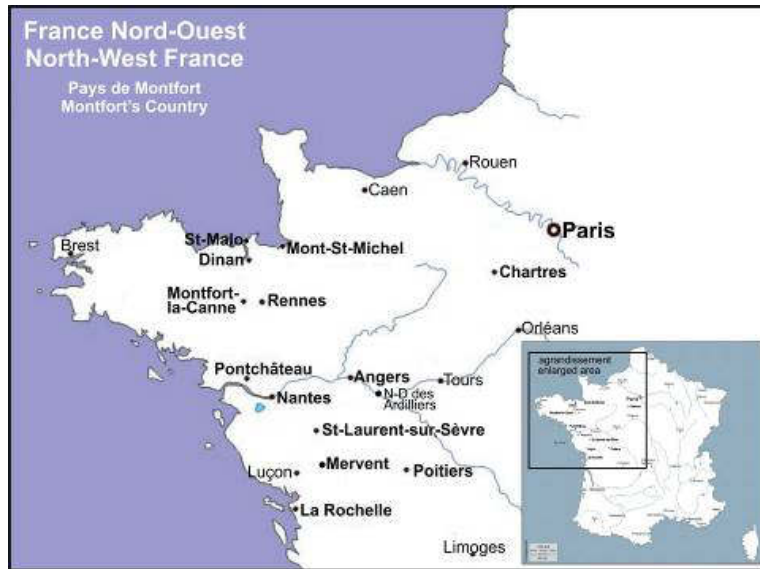 France Nord-Ouest
North-West France
Pays de Montfort
Montfort's Country
Rouen
Caen
Paris
Brest
St-Malo
Mont-St-Michel
Dinan
Chartres
Montfort-
la-Canne
Rennes
Orléans
agrandissement
enlarged area
Pontchâteau
Angers
Tours
N-D des
Ardilliers
Nantes
St-Laurent-sur-Sèvre
Mervent
Luçon
Poitiers
La Rochelle
Limoges